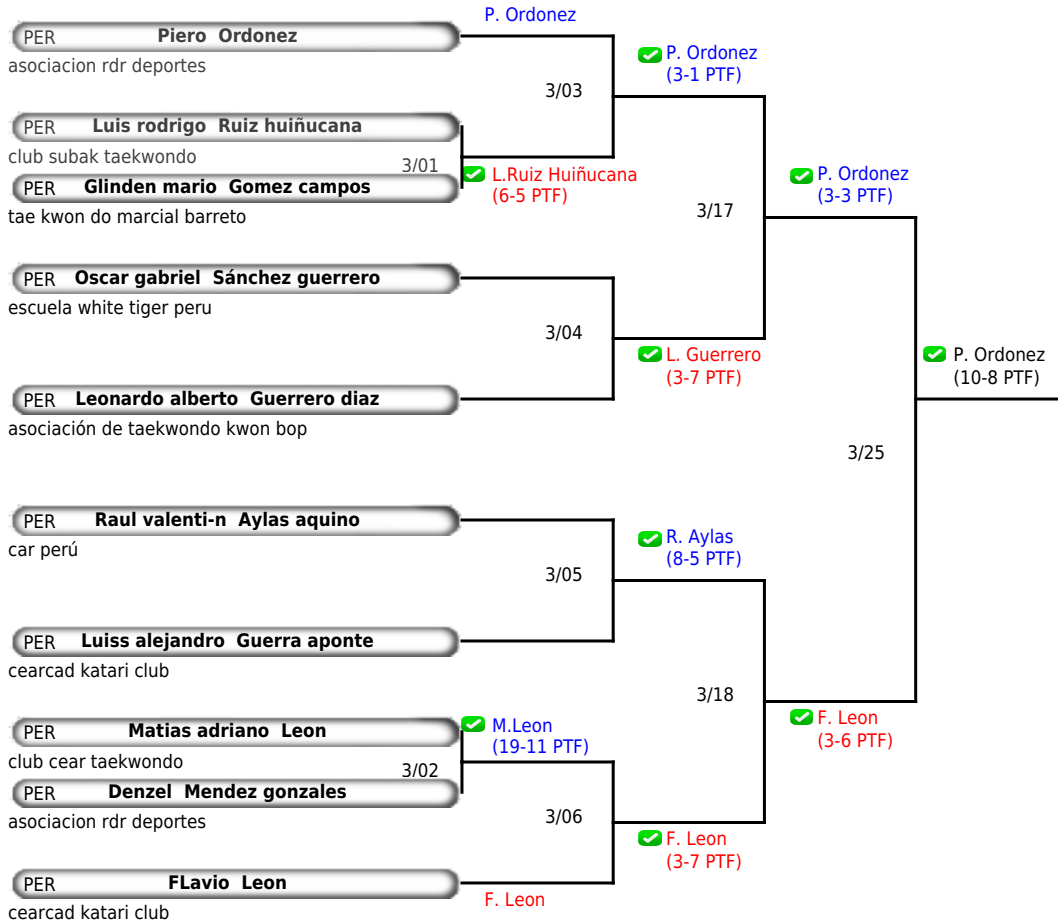 P. Ordonez
PER Piero Ordonez
asociacion rdr deportes
P. Ordonez
(3-1 PTF)
3/03
PER Luis rodrigo Ruiz huiñucana
club subak taekwondo
3/01
L.Ruiz Huiñucana
(6-5 PTF)
PER Glinden mario Gomez campos
tae kwon do marcial barreto
P. Ordonez
(3-3 PTF)
3/17
PER Oscar gabriel Sánchez guerrero
escuela white tiger peru
3/04
L. Guerrero
(3-7 PTF)
P. Ordonez
(10-8 PTF)
PER Leonardo alberto Guerrero diaz
asociación de taekwondo kwon bop
3/25
PER Raul valenti-n Aylas aquino
car perú
R. Aylas
(8-5 PTF)
3/05
PER Luiss alejandro Guerra aponte
cearcad katari club
3/18
F. Leon
(3-6 PTF)
PER Matias adriano Leon
club cear taekwondo
M.Leon
(19-11 PTF)
3/02
PER Denzel Mendez gonzales
asociacion rdr deportes
3/06
F. Leon
(3-7 PTF)
PER FLavio Leon
cearcad katari club
F. Leon